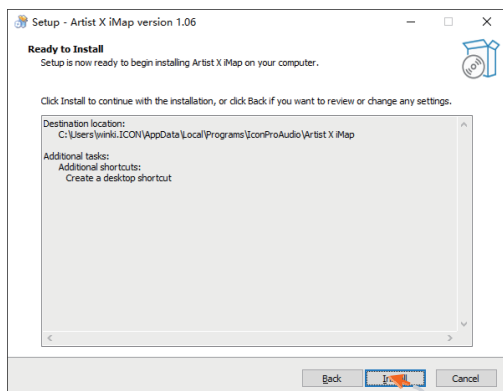 Setup - Artist X iMap version 1.06
Ready to Install
Setup is now ready to begin installing Artist X iMap on your computer.
Click Install to continue with the installation, or click Back if you want to review or change any settings.
Destination location:
C:\Users\winki.ICON\AppData\Local\Programs\IconProAudio\Artist X iMap
Additional tasks:
Additional shortcuts:
Create a desktop shortcut
Back Install Cancel